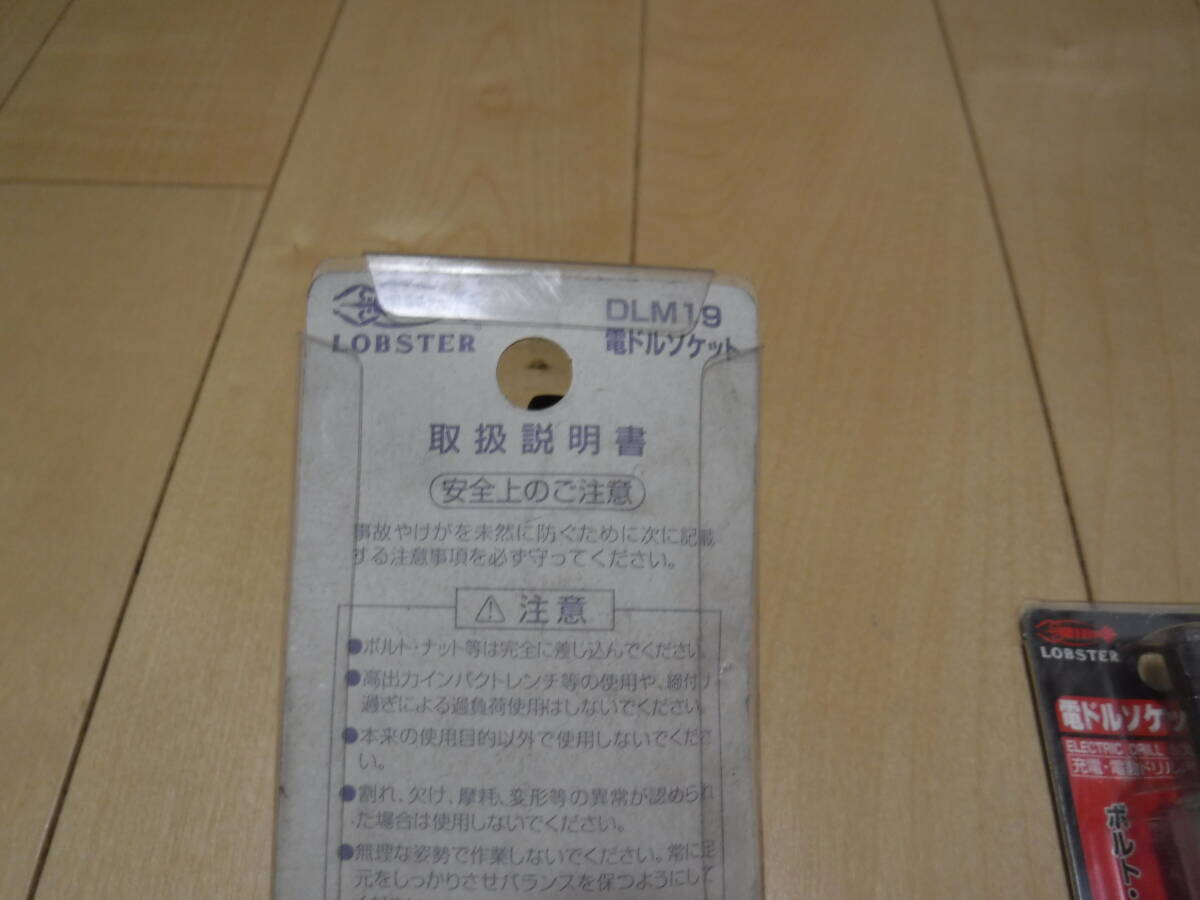 LOBSTER
DLM19
電ドルソケット
取扱説明書
安全上のご注意
事故やけがを未然に防ぐために次に記載
する注意事項を必ず守ってください。
注意
●ボルト・ナット等は完全に差し込んでください
●高出力インパクトレンチ等の使用や、締付け
過ぎによる過負荷使用はしないでください。
●本来の使用目的以外で使用しないでくださ
い。
●割れ、欠け、摩耗、変形等の異常が認められ
た場合は使用しないでください。
●無理な姿勢で作業しないでください。常に足
元をしっかりさせバランスを保つようにして
LOBSTER
電ドルソケッ
ELECTRIC DRILL
充電・電動ドリル
ボルト・